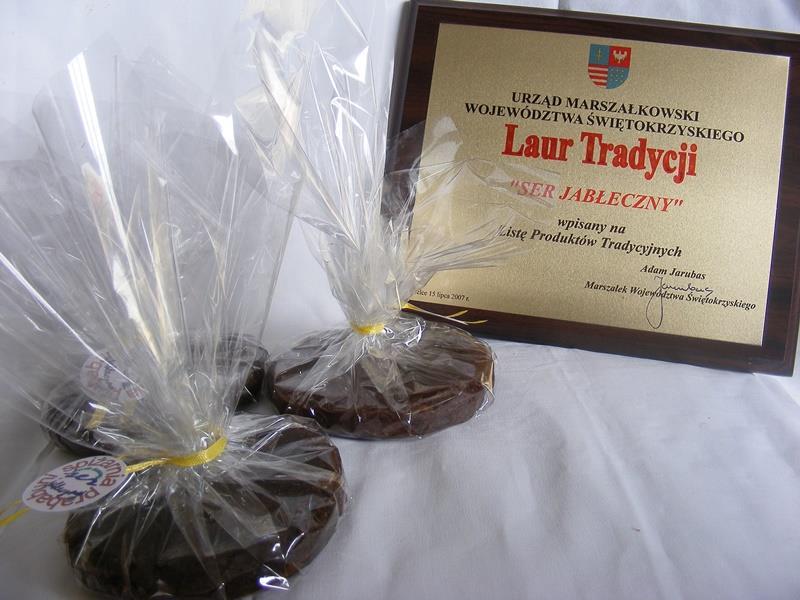 URZĄD MARSZAŁKOWSKI
WOJEWÓDZTWA ŚWIĘTOKRZYSKIEGO
Laur Tradycji
"SER JABŁECZNY"
wpisany na
Listę Produktów Tradycyjnych
Adam Jarubas
Marszałek Województwa Świętokrzyskiego
15 lipca 2007 r.
spiżarnia